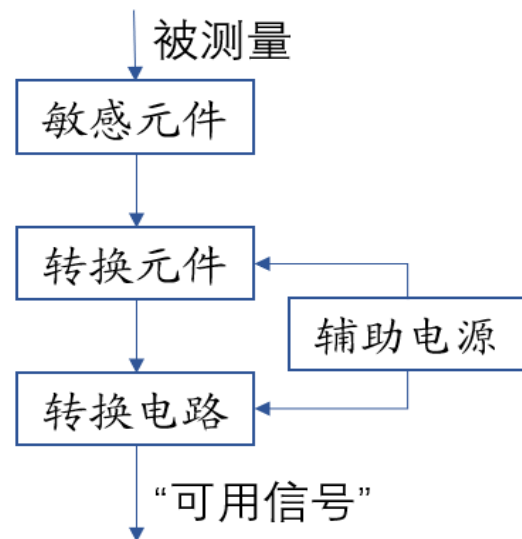 被测量
敏感元件
转换元件
辅助电源
转换电路
“可用信号”